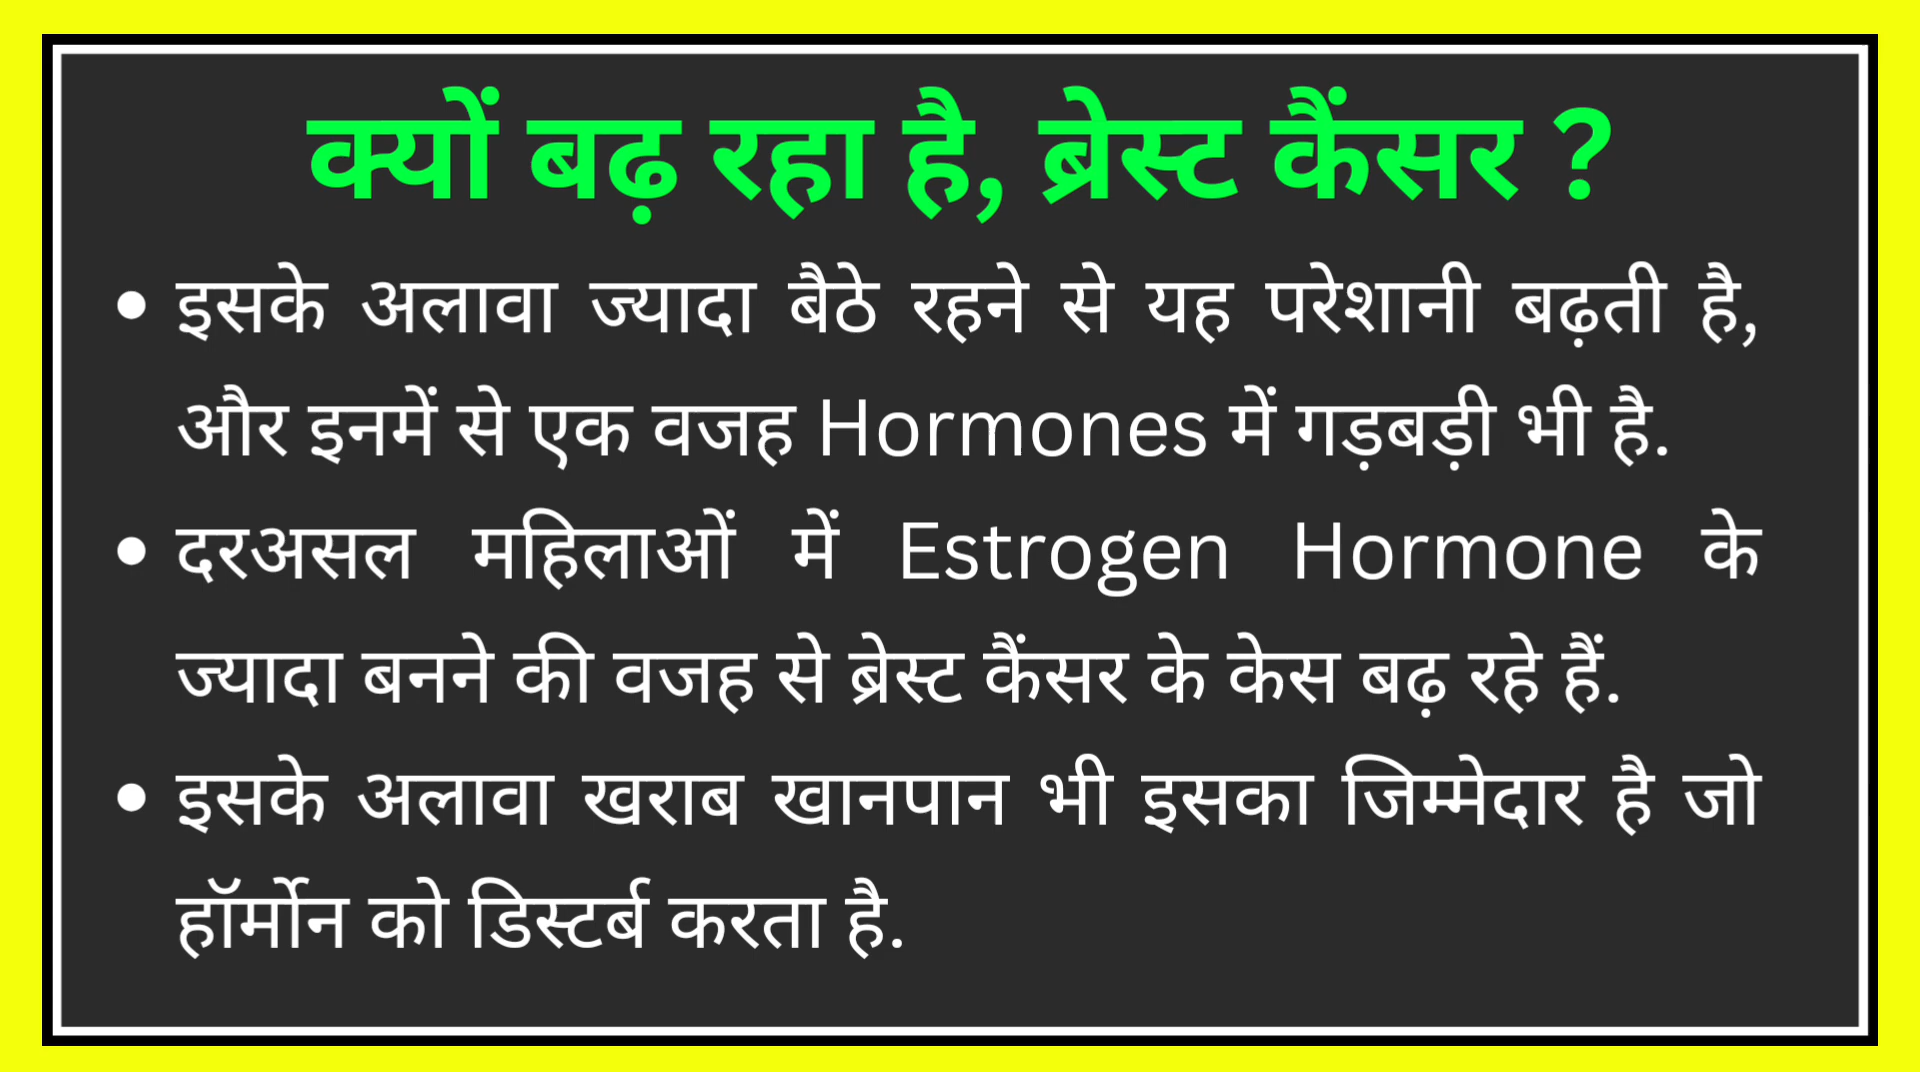 क्यों बढ़ रहा है, ब्रेस्ट कैंसर ?
• इसके अलावा ज्यादा बैठे रहने से यह परेशानी बढ़ती है,
और इनमें से एक वजह Hormones में गड़बड़ी भी है.
• दरअसल महिलाओं में Estrogen Hormone के
ज्यादा बनने की वजह से ब्रेस्ट कैंसर के केस बढ़ रहे हैं.
• इसके अलावा खराब खानपान भी इसका जिम्मेदार है जो
हॉर्मोन को डिस्टर्ब करता है.